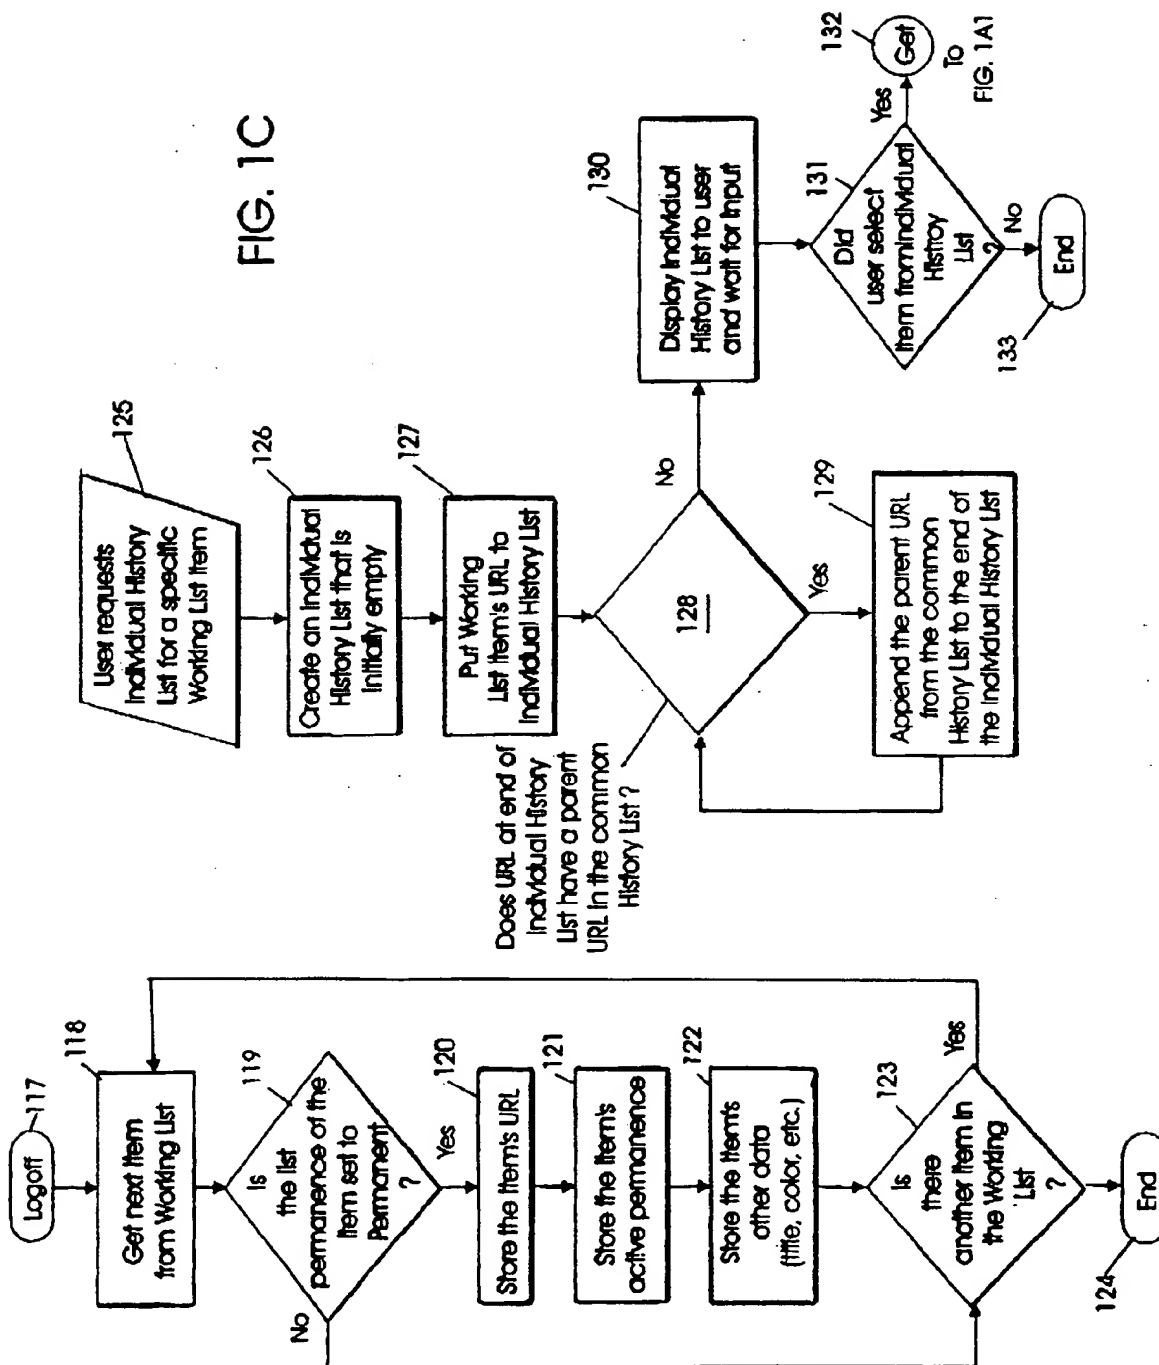 FIG. 1C
Logoff
117
118
Get next item
from Working List
119
Is
the list
permanence of the
item set to
Permanent
?
No
Yes
120
Store the item's URL
121
Store the item's
active permanence
122
Store the item's
other data
(title, color, etc.)
123
Is
there
another item in
the Working
List
?
Yes
End
124
125
User requests
Individual History
List for a specific
Working List item
126
Create an individual
History List that is
initially empty
127
Put Working
List item's URL to
Individual History List
Does URL at end of
Individual History
List have a parent
URL in the common
History List ?
128
No
Yes
129
Append the parent URL
from the common
History List to the end of
the Individual History List
130
Display Individual
History List to user
and wait for input
131
Did
user select
item fromIndividual
Histroy
List
?
Yes
132
Get
To
FIG. 1A1
No
End
133